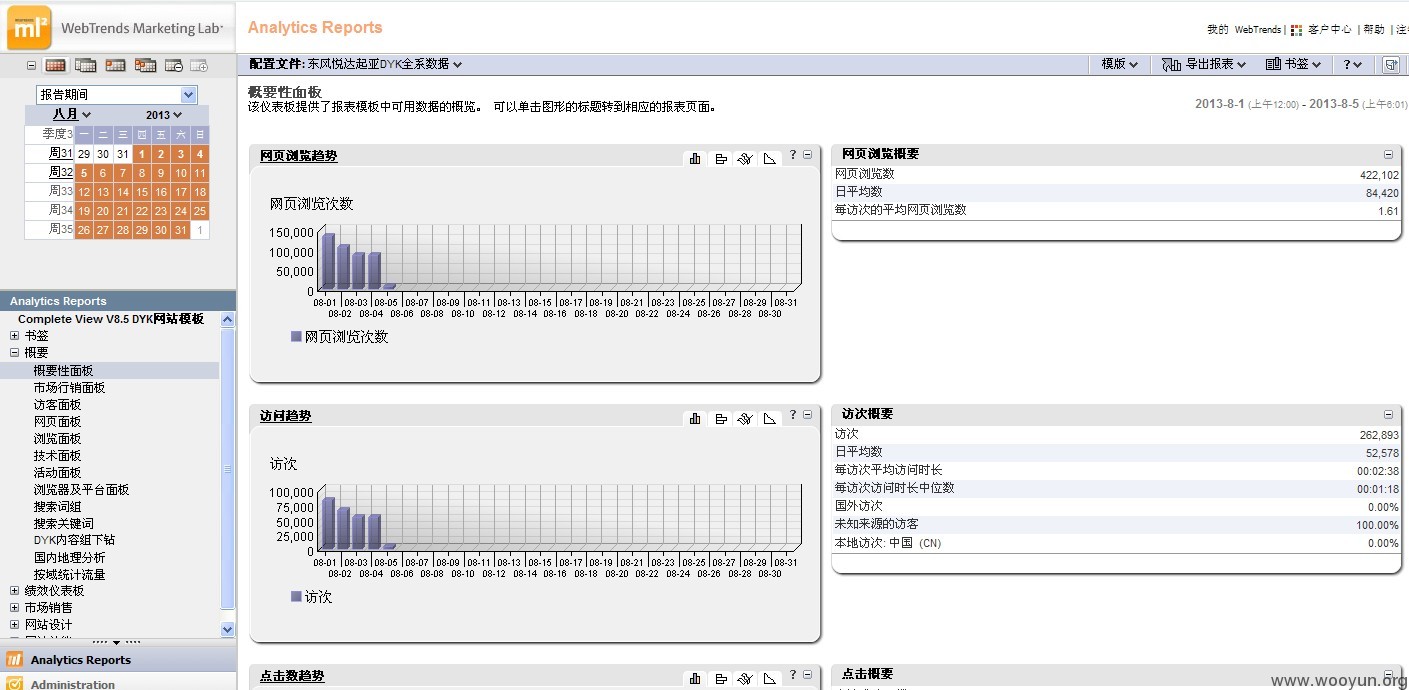 ml²
WebTrends Marketing Lab
Analytics Reports
我的 WebTrends | 客户中心 | 帮助 | 注
配置文件: 东风悦达起亚DYK全系数据
模版
导出报表
书签
?
报告期间
八月 2013
季度3 一 二 三 四 五 六 日
周31 29 30 31 1 2 3 4
周32 5 6 7 8 9 10 11
周33 12 13 14 15 16 17 18
周34 19 20 21 22 23 24 25
周35 26 27 28 29 30 31 1
Analytics Reports
Complete View V8.5 DYK网站模板
书签
概要
概要性面板
市场行销面板
访客面板
网页面板
浏览面板
技术面板
活动面板
浏览器及平台面板
搜索词组
搜索关键词
DYK内容组下钻
国内地理分析
按域统计流量
绩效仪表板
市场销售
网站设计
Analytics Reports
Administration
概要性面板
该仪表板提供了报表模板中可用数据的概览。 可以单击图形的标题转到相应的报表页面。
2013-8-1 (上午12:00) - 2013-8-5 (上午6:01)
网页浏览趋势
?
网页浏览次数
150,000
100,000
50,000
0
08-01 08-03 08-05 08-07 08-09 08-11 08-13 08-15 08-17 08-19 08-21 08-23 08-25 08-27 08-29 08-31
08-02 08-04 08-06 08-08 08-10 08-12 08-14 08-16 08-18 08-20 08-22 08-24 08-26 08-28 08-30
网页浏览次数
网页浏览概要
网页浏览数 422,102
日平均数 84,420
每访次的平均网页浏览数 1.61
访问趋势
?
访次
100,000
75,000
50,000
25,000
0
08-01 08-03 08-05 08-07 08-09 08-11 08-13 08-15 08-17 08-19 08-21 08-23 08-25 08-27 08-29 08-31
08-02 08-04 08-06 08-08 08-10 08-12 08-14 08-16 08-18 08-20 08-22 08-24 08-26 08-28 08-30
访次
访次概要
访次 262,893
日平均数 52,578
每访次平均访问时长 00:02:38
每访次访问时长中位数 00:01:18
国外访次 0.00%
未知来源的访客 100.00%
本地访次: 中国 (CN) 0.00%
点击数趋势
?
点击概要
www.wooyun.org